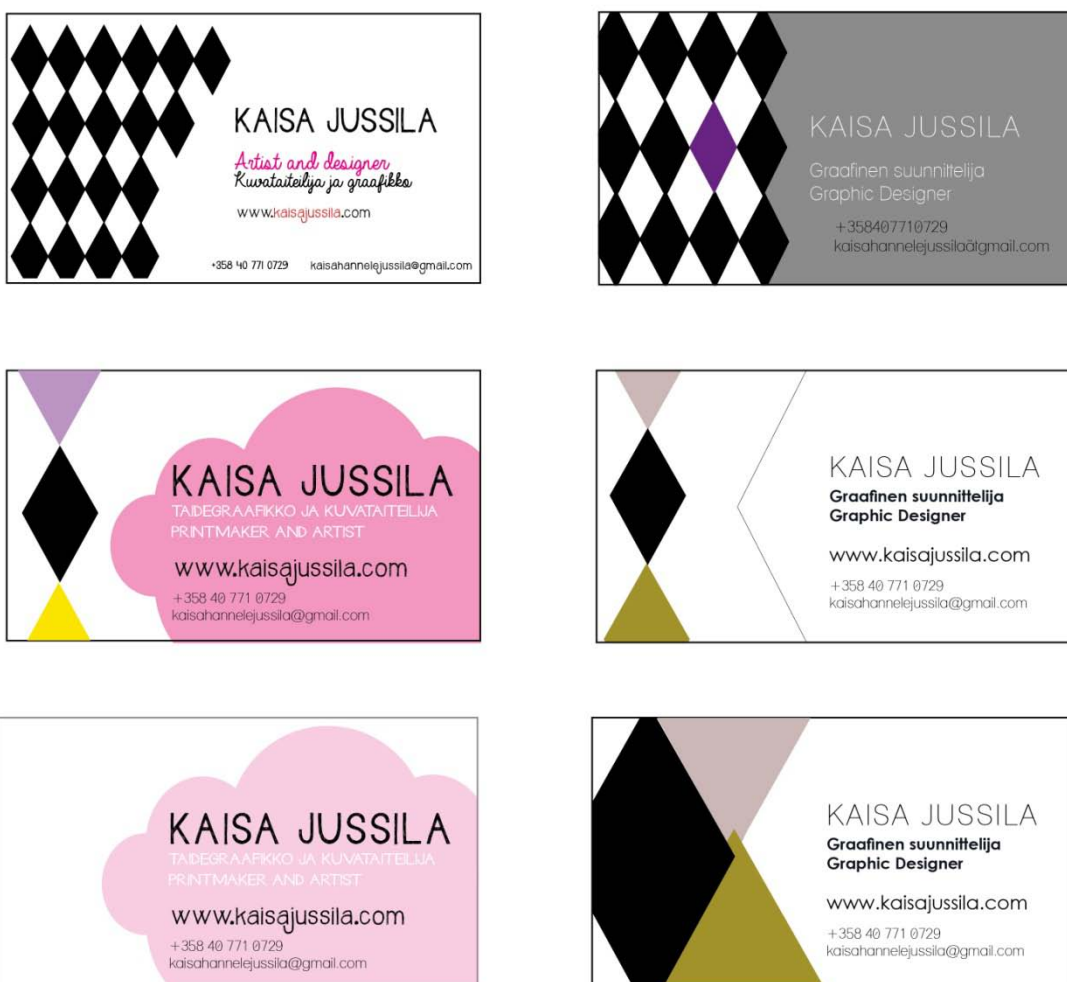 KAISA JUSSILA
Artist and designer
Kuvataiteilija ja graafikko
www.kaisajussila.com
+358 40 771 0729 kaisahannelejussila@gmail.com
KAISA JUSSILA
Graafinen suunnittelija
Graphic Designer
+358407710729
kaisahannelejussilaätgmail.com
KAISA JUSSILA
TAIDEGRAAFIKKO JA KUVATAITEILIJA
PRINTMAKER AND ARTIST
www.kaisajussila.com
+358 40 771 0729
kaisahannelejussila@gmail.com
KAISA JUSSILA
Graafinen suunnittelija
Graphic Designer
www.kaisajussila.com
+358 40 771 0729
kaisahannelejussila@gmail.com
KAISA JUSSILA
TAIDEGRAAFIKKO JA KUVATAITEILIJA
PRINTMAKER AND ARTIST
www.kaisajussila.com
+358 40 771 0729
kaisahannelejussila@gmail.com
KAISA JUSSILA
Graafinen suunnittelija
Graphic Designer
www.kaisajussila.com
+358 40 771 0729
kaisahannelejussila@gmail.com